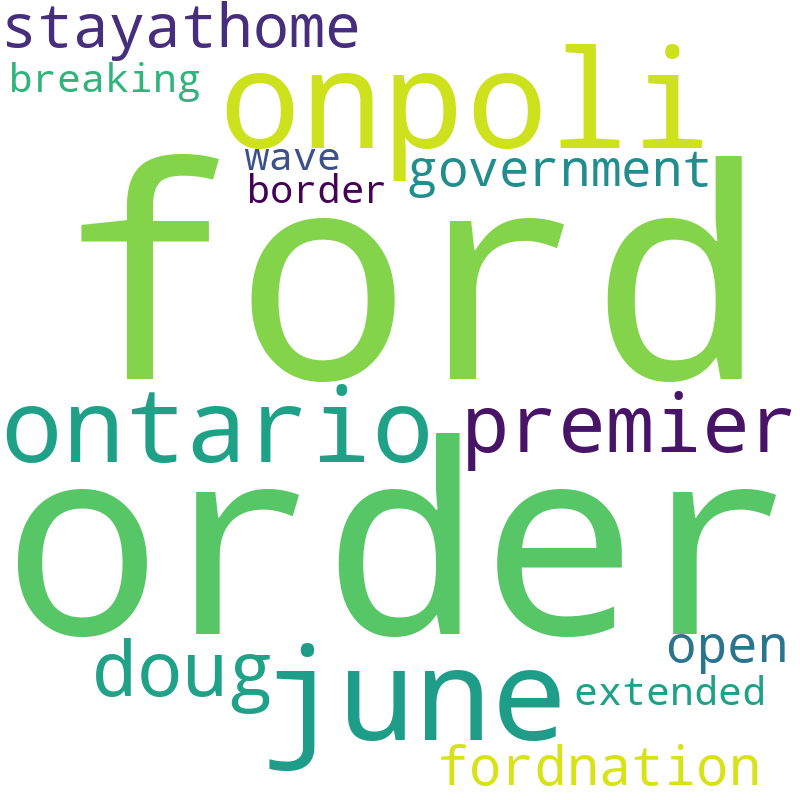 stayathome
breaking
onpoli
wave
government
border
ford
ontario
premier
order
doug
june
open
extended
fordnation